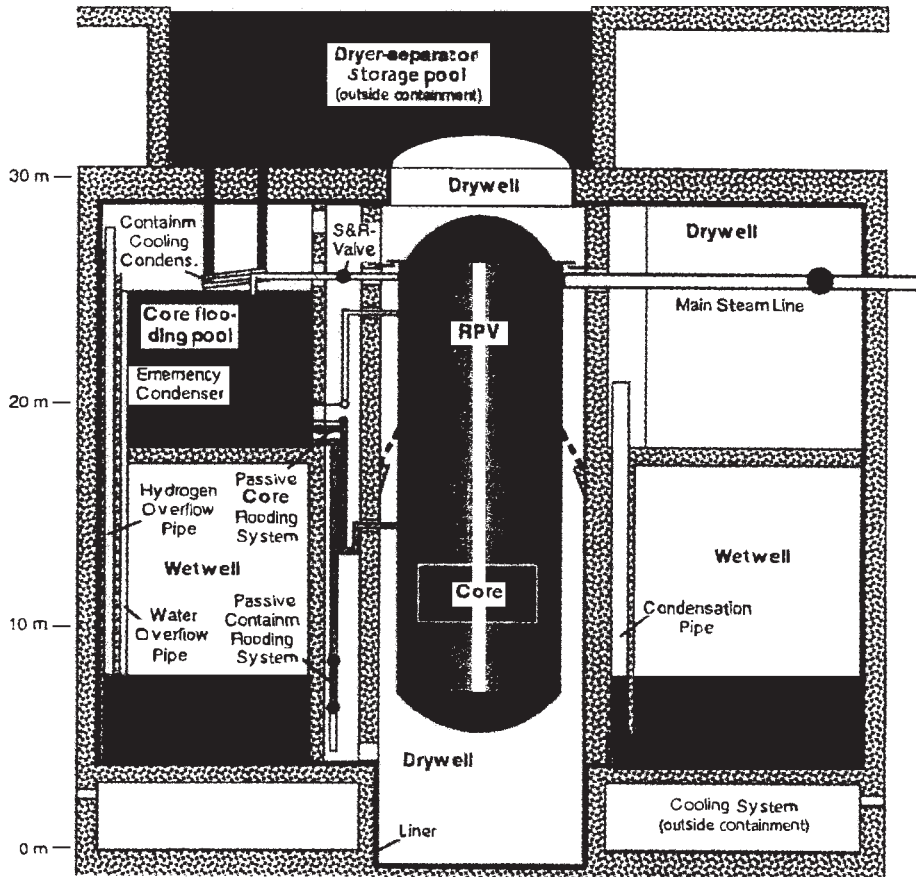 Dryer-separator
Storage pool
(outside containment)
30 m
Drywell
Containm
Cooling
Condens.
S&R-
Valve
Drywell
Main Steam Line
Core floo-
ding pool
RPV
Emergency
Condenser
20 m
Hydrogen
Overflow
Pipe
Passive
Core
Flooding
System
Wetwell
Wetwell
Core
10 m
Water
Overflow
Pipe
Passive
Containm
Flooding
System
Condensation
Pipe
Drywell
Cooling System
(outside containment)
Liner
0 m